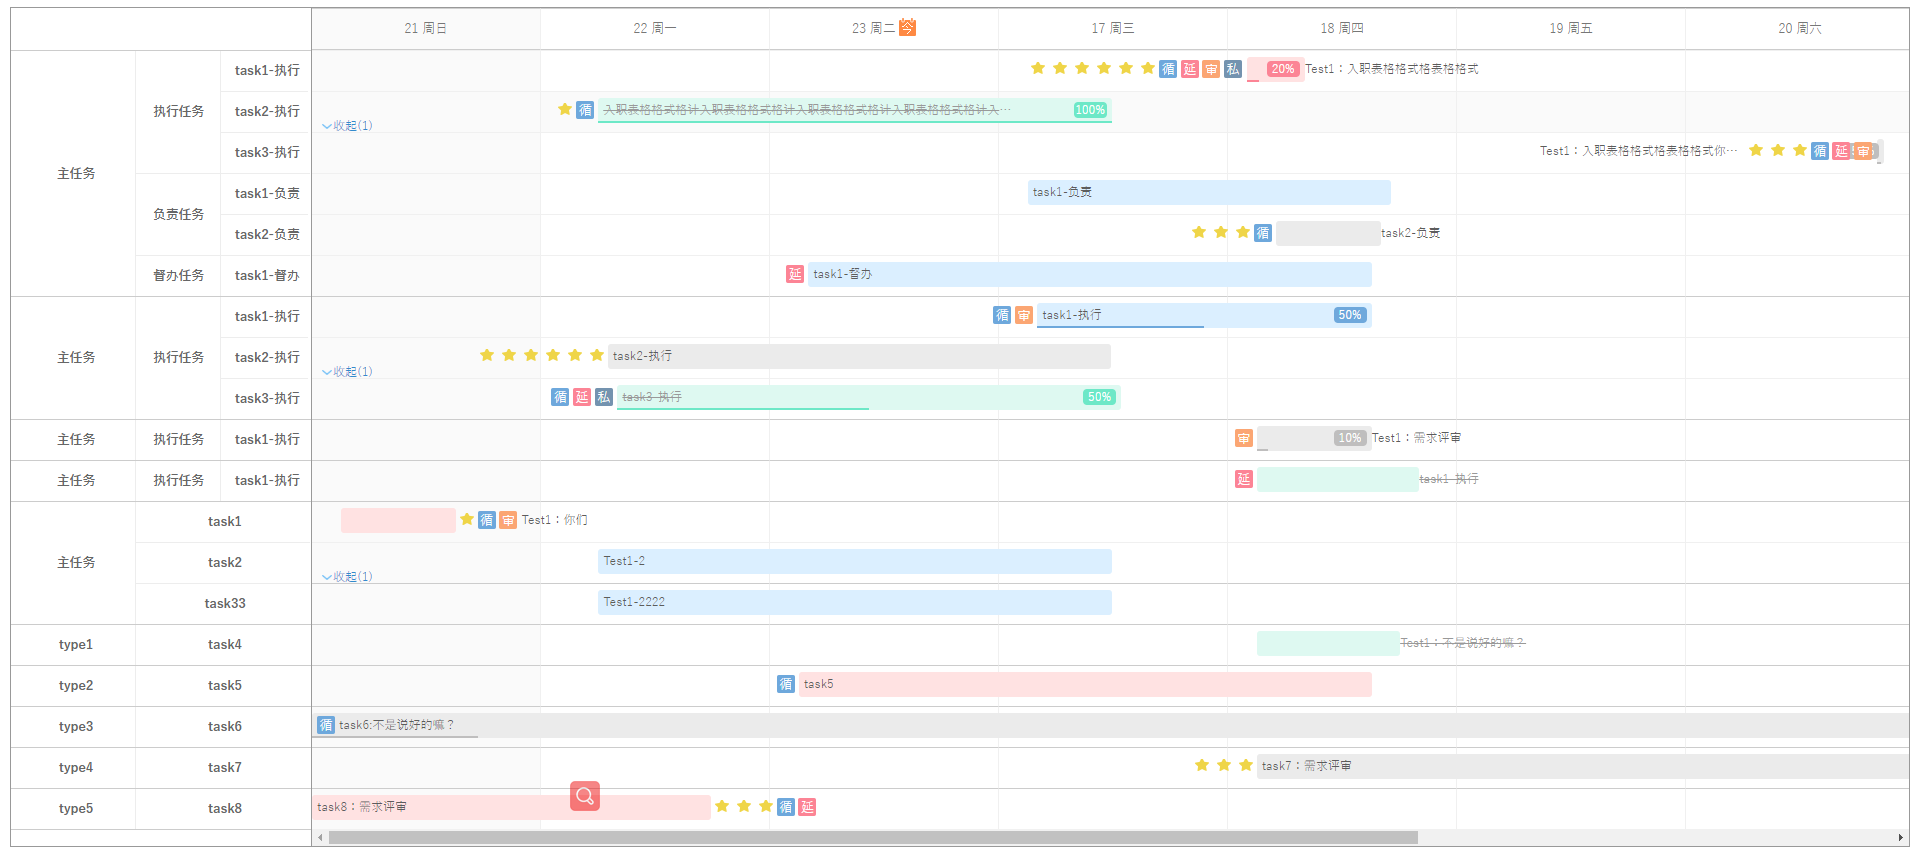 21 周日 22 周一 23 周二 今 17 周三 18 周四 19 周五 20 周六
主任务 执行任务 task1-执行 循 延 审 私 20% Test1：入职表格格式格表格格式
task2-执行 收起(1) 循 入职表格格式格计入职表格格式格计入职表格格式格计入职表格格式格计入… 100%
task3-执行 Test1：入职表格格式格表格格式你… 循 延 审
负责任务 task1-负责 task1-负责
task2-负责 循 task2-负责
督办任务 task1-督办 延 task1-督办
主任务 执行任务 task1-执行 循 审 task1-执行 50%
task2-执行 收起(1) task2-执行
task3-执行 循 延 私 task3-执行 50%
主任务 执行任务 task1-执行 审 10% Test1：需求评审
主任务 执行任务 task1-执行 延 task1-执行
主任务 task1 循 审 Test1：你们
task2 收起(1) Test1-2
task33 Test1-2222
type1 task4 Test1：不是说好的嘛？
type2 task5 循 task5
type3 task6 循 task6:不是说好的嘛？
type4 task7 task7：需求评审
type5 task8 task8：需求评审 循 延